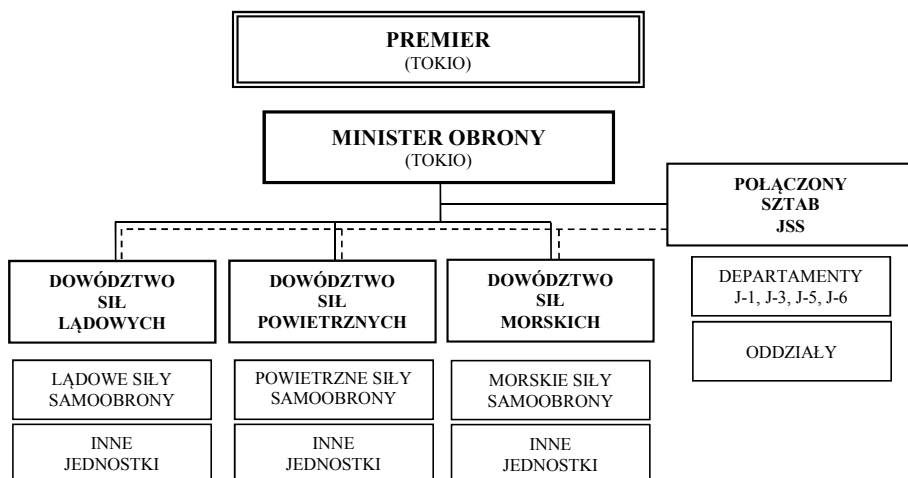 PREMIER
(TOKIO)
MINISTER OBRONY
(TOKIO)
POŁĄCZONY
SZTAB
JSS
DOWÓDZTWO
SIŁ
LĄDOWYCH
DOWÓDZTWO
SIŁ
POWIETRZNYCH
DOWÓDZTWO
SIŁ
MORSKICH
DEPARTAMENTY
J-1, J-3, J-5, J-6
ODDZIAŁY
LĄDOWE SIŁY
SAMOOBRONY
POWIETRZNE SIŁY
SAMOOBRONY
MORSKIE SIŁY
SAMOOBRONY
INNE
JEDNOSTKI
INNE
JEDNOSTKI
INNE
JEDNOSTKI